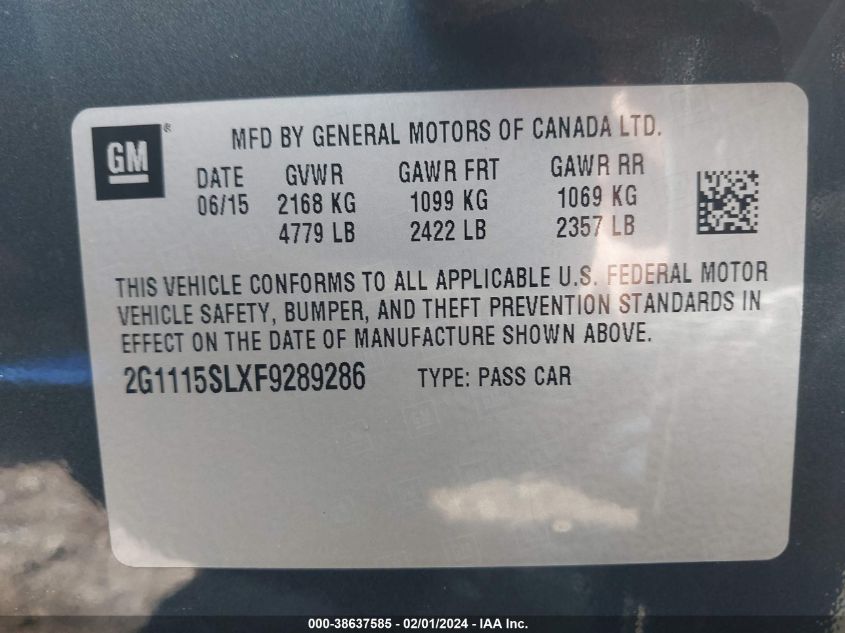 GM ®
MFD BY GENERAL MOTORS OF CANADA LTD.
DATE GVWR GAWR FRT GAWR RR
06/15 2168 KG 1099 KG 1069 KG
4779 LB 2422 LB 2357 LB
THIS VEHICLE CONFORMS TO ALL APPLICABLE U.S. FEDERAL MOTOR
VEHICLE SAFETY, BUMPER, AND THEFT PREVENTION STANDARDS IN
EFFECT ON THE DATE OF MANUFACTURE SHOWN ABOVE.
2G1115SLXF9289286 TYPE: PASS CAR
000-38637585 - 02/01/2024 - IAA Inc.